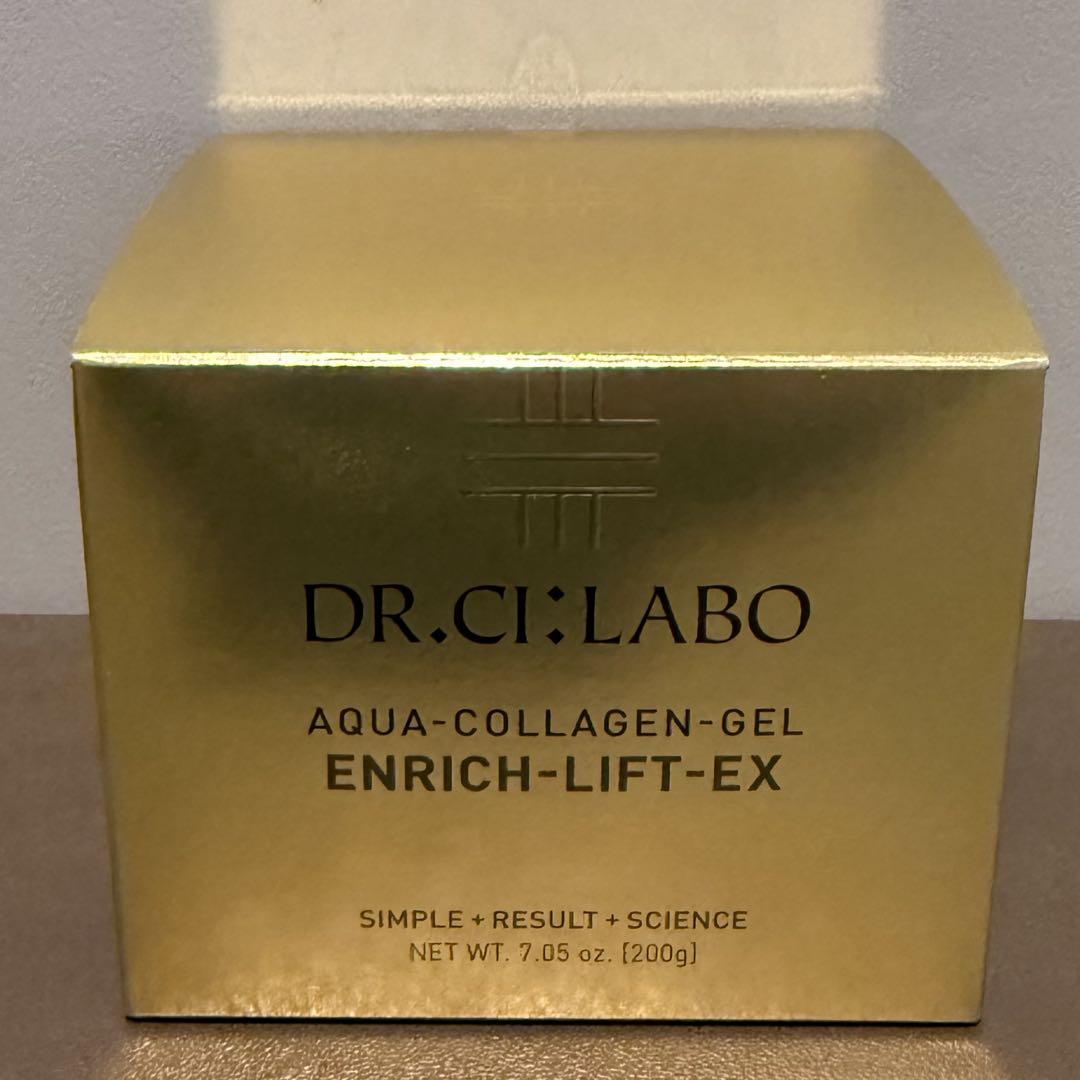 DR.CI:LABO
AQUA-COLLAGEN-GEL
ENRICH-LIFT-EX
SIMPLE + RESULT + SCIENCE
NET WT. 7.05 oz. [200g]